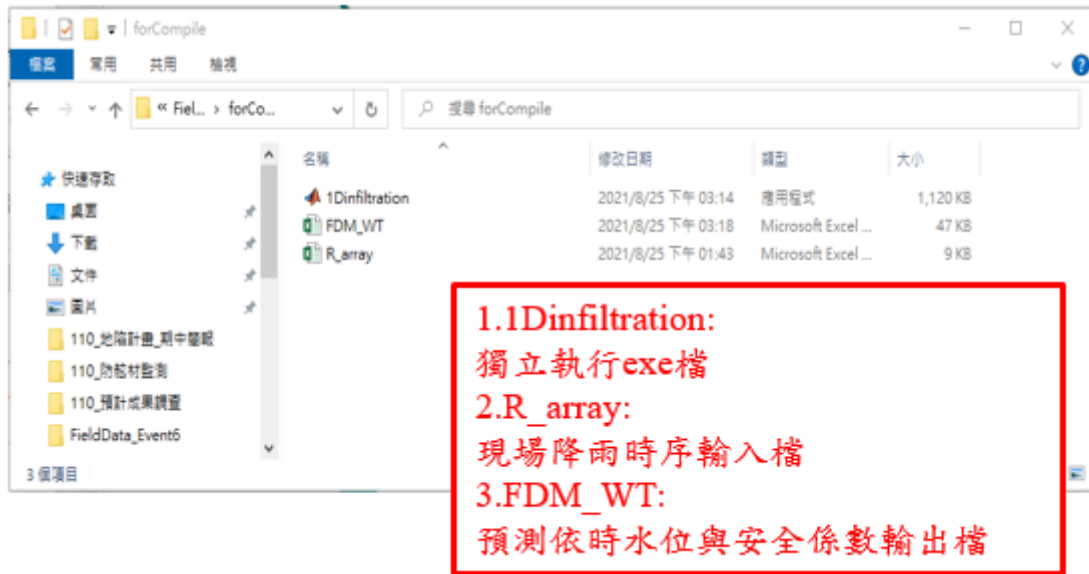 forCompile
檔案 常用 共用 檢視
« Fiel... › forCo... 搜尋 forCompile
名稱 修改日期 類型 大小
快速存取
桌面
下載
文件
圖片
110_地陷計畫_期中簡報
110_防救材監測
110_預計成果調查
FieldData_Event6
1Dinfiltration 2021/8/25 下午 03:14 應用程式 1,120 KB
FDM_WT 2021/8/25 下午 03:18 Microsoft Excel ... 47 KB
R_array 2021/8/25 下午 01:43 Microsoft Excel ... 9 KB
3 個項目
1.1Dinfiltration:
獨立執行exe檔
2.R_array:
現場降雨時序輸入檔
3.FDM_WT:
預測依時水位與安全係數輸出檔